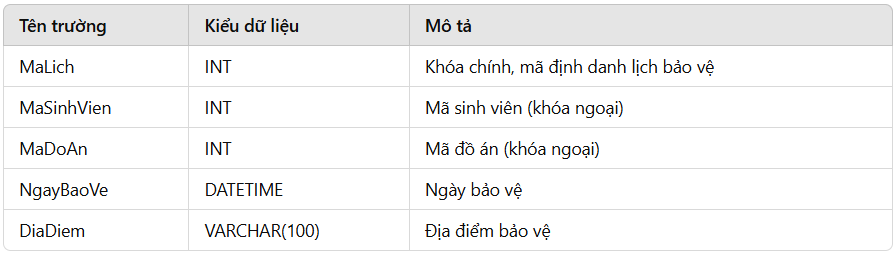 Tên trường Kiểu dữ liệu Mô tả
MaLich INT Khóa chính, mã định danh lịch bảo vệ
MaSinhVien INT Mã sinh viên (khóa ngoại)
MaDoAn INT Mã đồ án (khóa ngoại)
NgayBaoVe DATETIME Ngày bảo vệ
DiaDiem VARCHAR(100) Địa điểm bảo vệ